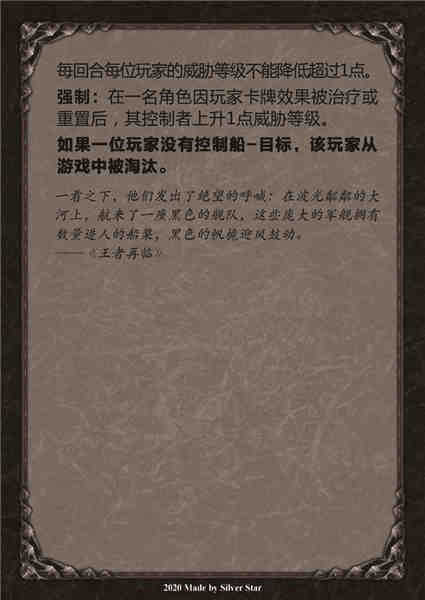 每回合每位玩家的威胁等级不能降低超过1点。
强制：在一名角色因玩家卡牌效果被治疗或
重置后，其控制者上升1点威胁等级。
如果一位玩家没有控制船-目标，该玩家从
游戏中被淘汰。
一看之下，他们发出了绝望的呼喊：在波光粼粼的大
河上，航来了一座黑色的舰队，这些庞大的军舰拥有
数量逼人的船桨，黑色的帆桅迎风鼓动。
——《王者再临》
2020 Made by Silver Star